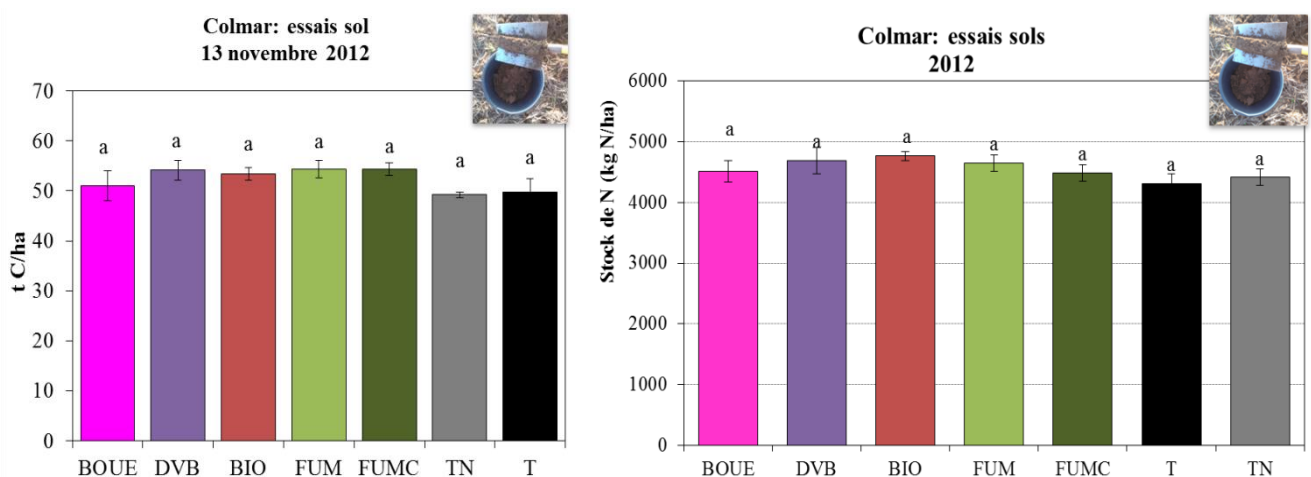 Colmar: essais sol
13 novembre 2012
t C/ha
70
60
50
40
30
20
10
0
a
a
a
a
a
a
a
BOUE DVB BIO FUM FUMC TN T
Colmar: essais sols
2012
Stock de N (kg N/ha)
6000
5000
4000
3000
2000
1000
0
a
a
a
a
a
a
a
BOUE DVB BIO FUM FUMC T TN